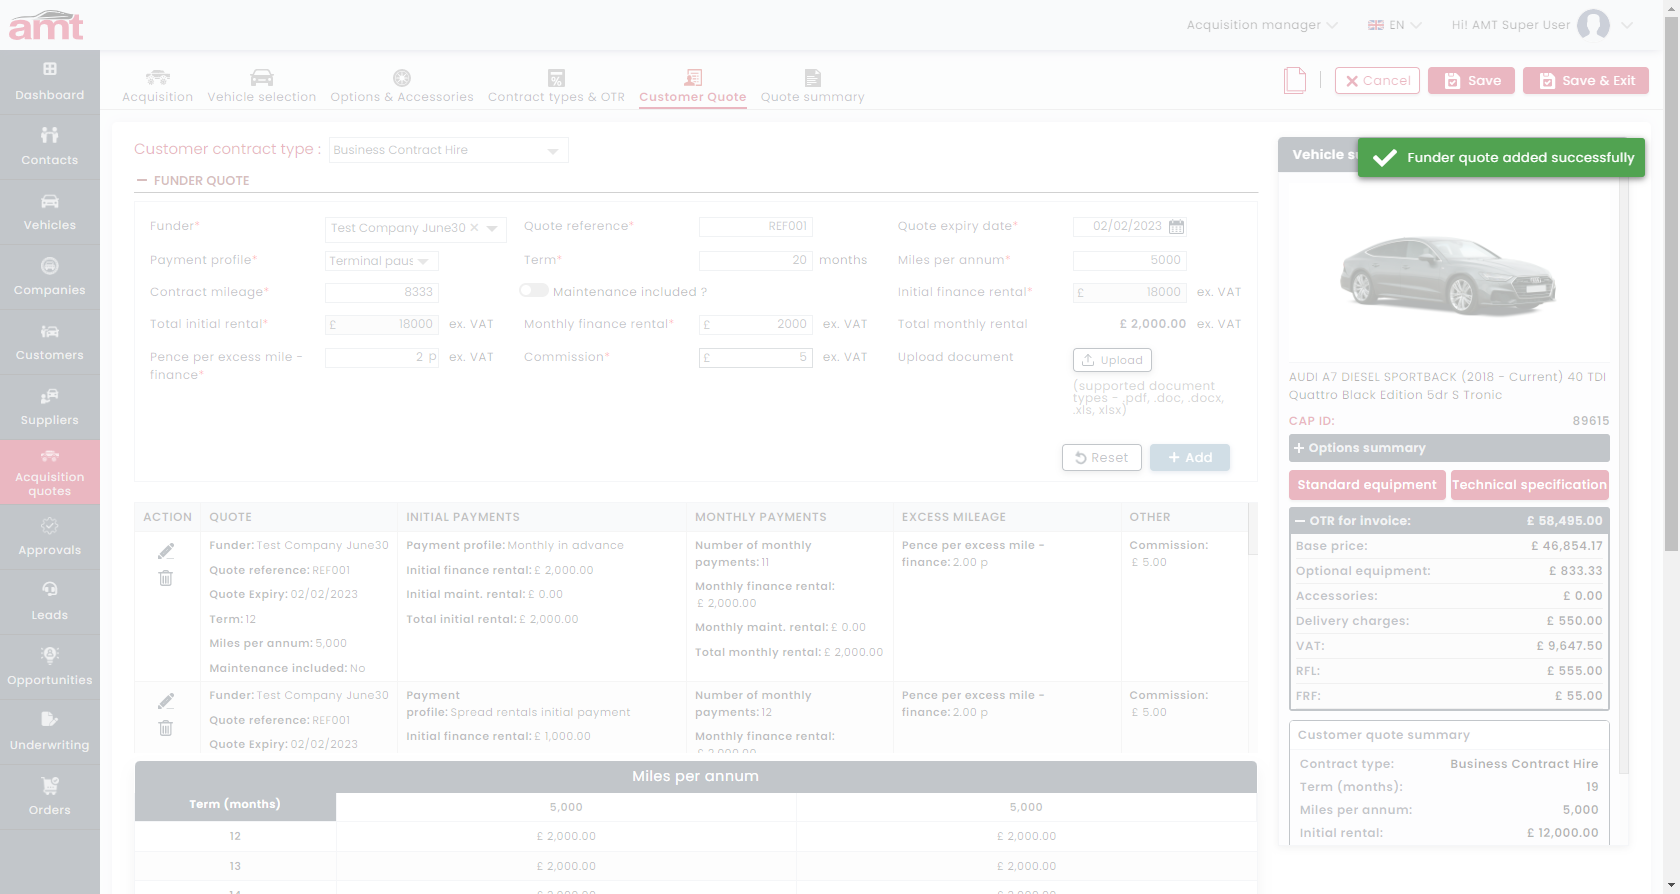 amt
Acquisition manager
EN
Hi! AMT Super User
Dashboard
Contacts
Vehicles
Companies
Customers
Suppliers
Acquisition
quotes
Approvals
Leads
Opportunities
Underwriting
Orders
Acquisition
Vehicle selection
Options & Accessories
Contract types & OTR
Customer Quote
Quote summary
Cancel
Save
Save & Exit
Customer contract type :
Business Contract Hire
FUNDER QUOTE
Funder*
Test Company June30 ×
Quote reference*
REF001
Quote expiry date*
02/02/2023
Payment profile*
Terminal paus
Term*
20 months
Miles per annum*
5000
Contract mileage*
8333
Maintenance included ?
Initial finance rental*
£ 18000 ex. VAT
Total initial rental*
£ 18000 ex. VAT
Monthly finance rental*
£ 2000 ex. VAT
Total monthly rental
£ 2,000.00 ex. VAT
Pence per excess mile -
finance*
2 p ex. VAT
Commission*
£ 5 ex. VAT
Upload document
Upload
(supported document
types - .pdf, .doc, .docx,
.xls, xlsx)
Reset
+ Add
ACTION QUOTE INITIAL PAYMENTS MONTHLY PAYMENTS EXCESS MILEAGE OTHER
Funder: Test Company June30
Quote reference: REF001
Quote Expiry: 02/02/2023
Term: 12
Miles per annum: 5,000
Maintenance included: No
Payment profile: Monthly in advance
Initial finance rental: £ 2,000.00
Initial maint. rental: £ 0.00
Total initial rental: £ 2,000.00
Number of monthly
payments: 11
Monthly finance rental:
£ 2,000.00
Monthly maint. rental: £ 0.00
Total monthly rental: £ 2,000.00
Pence per excess mile -
finance: 2.00 p
Commission:
£ 5.00
Funder: Test Company June30
Quote reference: REF001
Quote Expiry: 02/02/2023
Payment
profile: Spread rentals initial payment
Initial finance rental: £ 1,000.00
Number of monthly
payments: 12
Monthly finance rental:
£ 2,000.00
Pence per excess mile -
finance: 2.00 p
Commission:
£ 5.00
Miles per annum
Term (months)
5,000 5,000
12 £ 2,000.00 £ 2,000.00
13 £ 2,000.00 £ 2,000.00
14 £ 2,000.00 £ 2,000.00
Vehicle s
Funder quote added successfully
AUDI A7 DIESEL SPORTBACK (2018 - Current) 40 TDI
Quattro Black Edition 5dr S Tronic
CAP ID: 89615
+ Options summary
Standard equipment
Technical specification
OTR for invoice: £ 58,495.00
Base price: £ 46,854.17
Optional equipment: £ 833.33
Accessories: £ 0.00
Delivery charges: £ 550.00
VAT: £ 9,647.50
RFL: £ 555.00
FRF: £ 55.00
Customer quote summary
Contract type: Business Contract Hire
Term (months): 19
Miles per annum: 5,000
Initial rental: £ 12,000.00